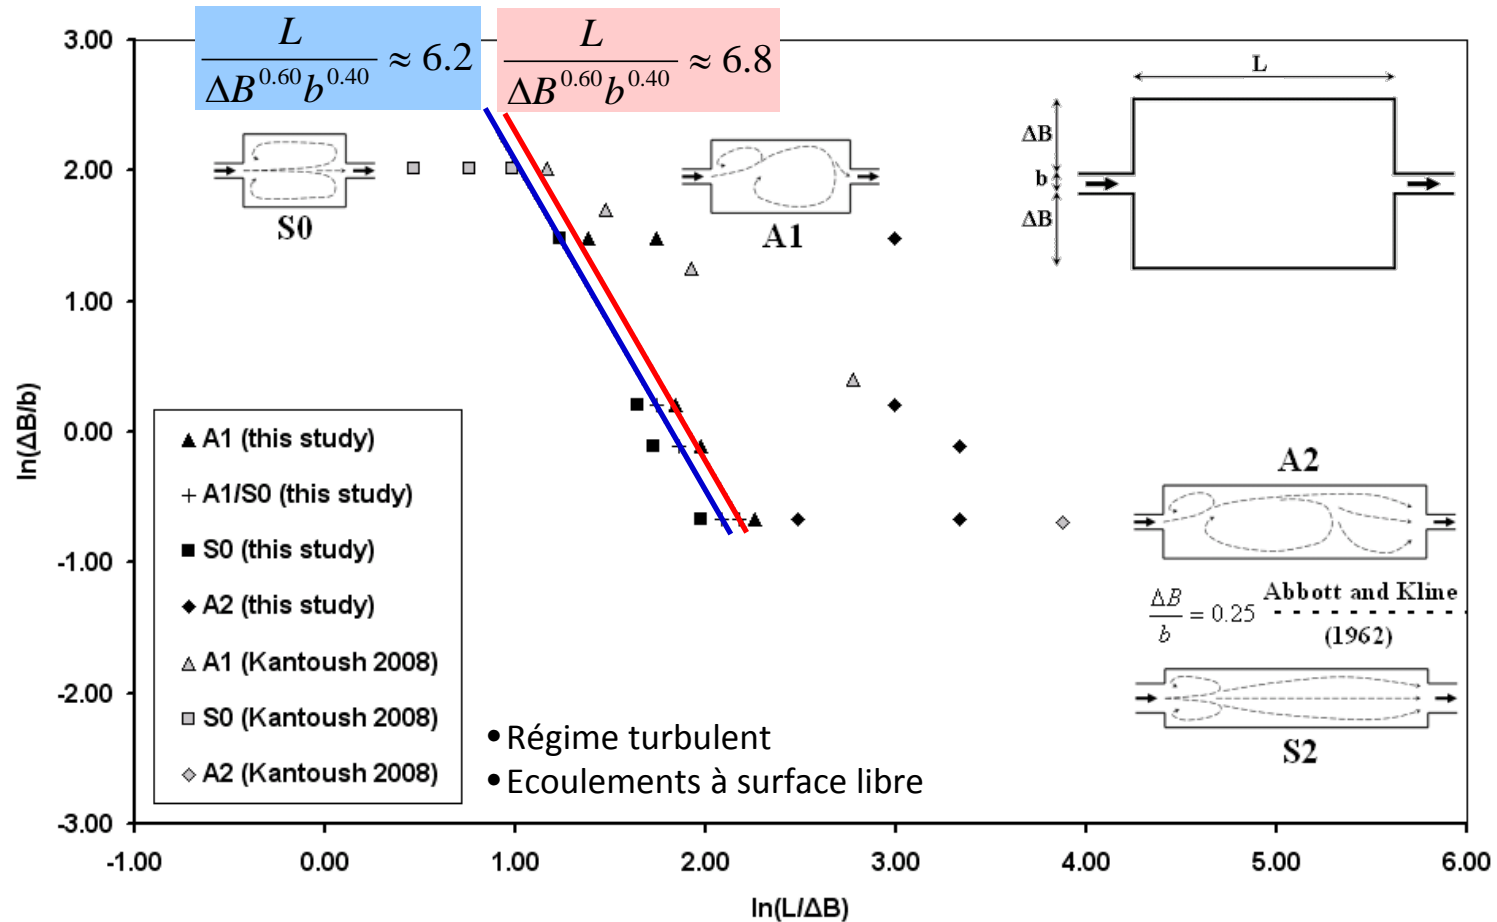 L / ΔB^0.60 b^0.40 ≈ 6.2
L / ΔB^0.60 b^0.40 ≈ 6.8
3.00
2.00
1.00
0.00
-1.00
-2.00
-3.00
ln(ΔB/b)
S0
A1
L
ΔB
b
ΔB
A1 (this study)
A1/S0 (this study)
S0 (this study)
A2 (this study)
A1 (Kantoush 2008)
S0 (Kantoush 2008)
A2 (Kantoush 2008)
A2
ΔB / b = 0.25
Abbott and Kline
(1962)
S2
• Régime turbulent
• Ecoulements à surface libre
-1.00 0.00 1.00 2.00 3.00 4.00 5.00 6.00
ln(L/ΔB)